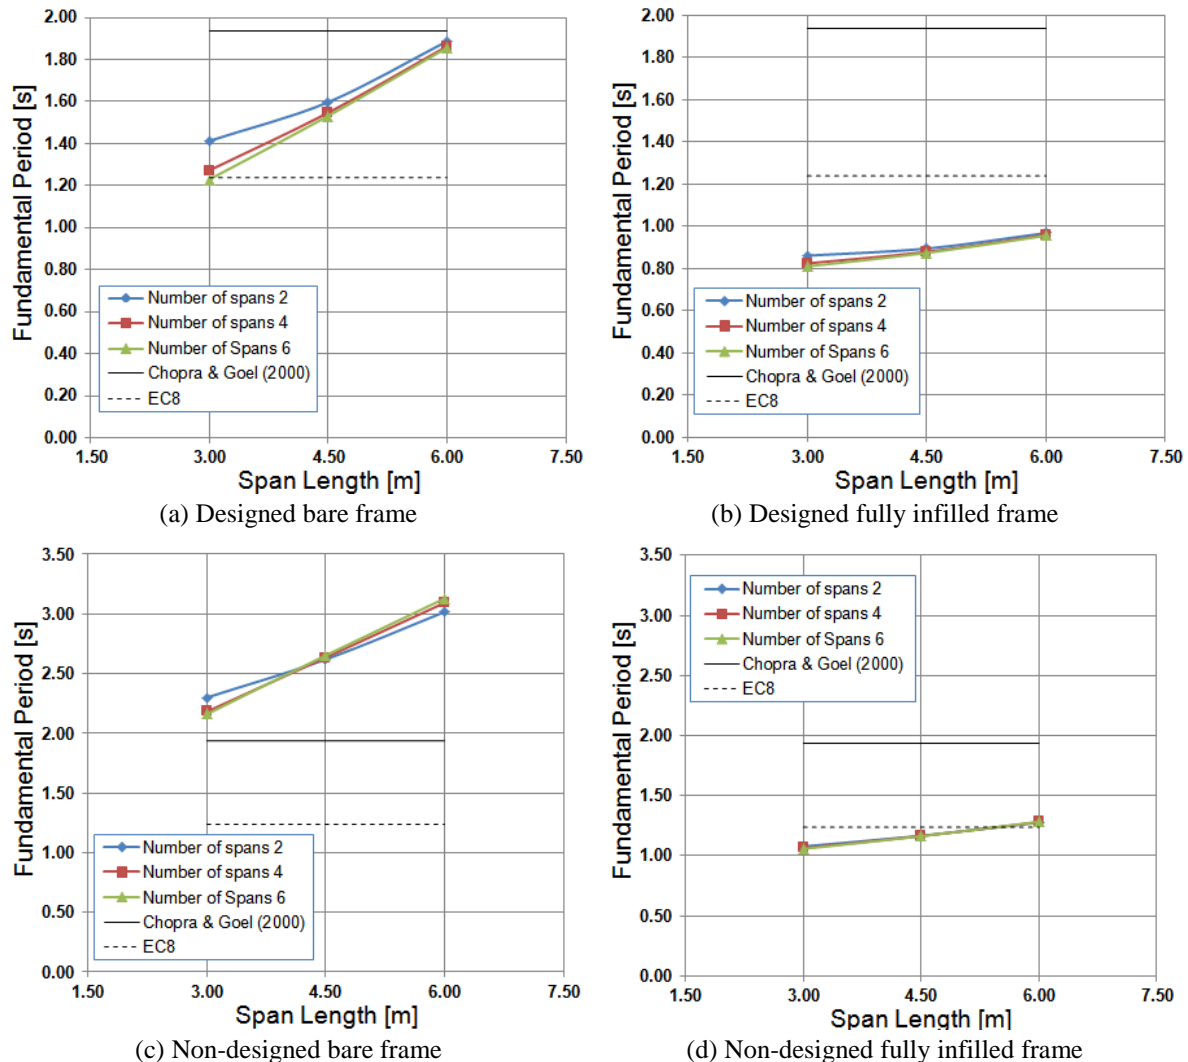 2.00
1.80
1.60
1.40
1.20
1.00
0.80
0.60
0.40
0.20
0.00
Fundamental Period [s]
Number of spans 2
Number of spans 4
Number of Spans 6
Chopra & Goel (2000)
EC8
1.50 3.00 4.50 6.00 7.50
Span Length [m]
(a) Designed bare frame
2.00
1.80
1.60
1.40
1.20
1.00
0.80
0.60
0.40
0.20
0.00
Fundamental Period [s]
Number of spans 2
Number of spans 4
Number of Spans 6
Chopra & Goel (2000)
EC8
1.50 3.00 4.50 6.00 7.50
Span Length [m]
(b) Designed fully infilled frame
3.50
3.00
2.50
2.00
1.50
1.00
0.50
0.00
Fundamental Period [s]
Number of spans 2
Number of spans 4
Number of Spans 6
Chopra & Goel (2000)
EC8
1.50 3.00 4.50 6.00 7.50
Span Length [m]
(c) Non-designed bare frame
3.50
3.00
2.50
2.00
1.50
1.00
0.50
0.00
Fundamental Period [s]
Number of spans 2
Number of spans 4
Number of Spans 6
Chopra & Goel (2000)
EC8
1.50 3.00 4.50 6.00 7.50
Span Length [m]
(d) Non-designed fully infilled frame